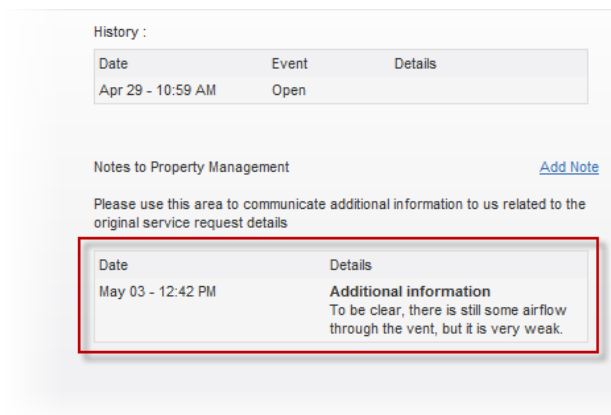 History :
Date Event Details
Apr 29 - 10:59 AM Open
Notes to Property Management Add Note
Please use this area to communicate additional information to us related to the
original service request details
Date Details
May 03 - 12:42 PM Additional information
To be clear, there is still some airflow
through the vent, but it is very weak.